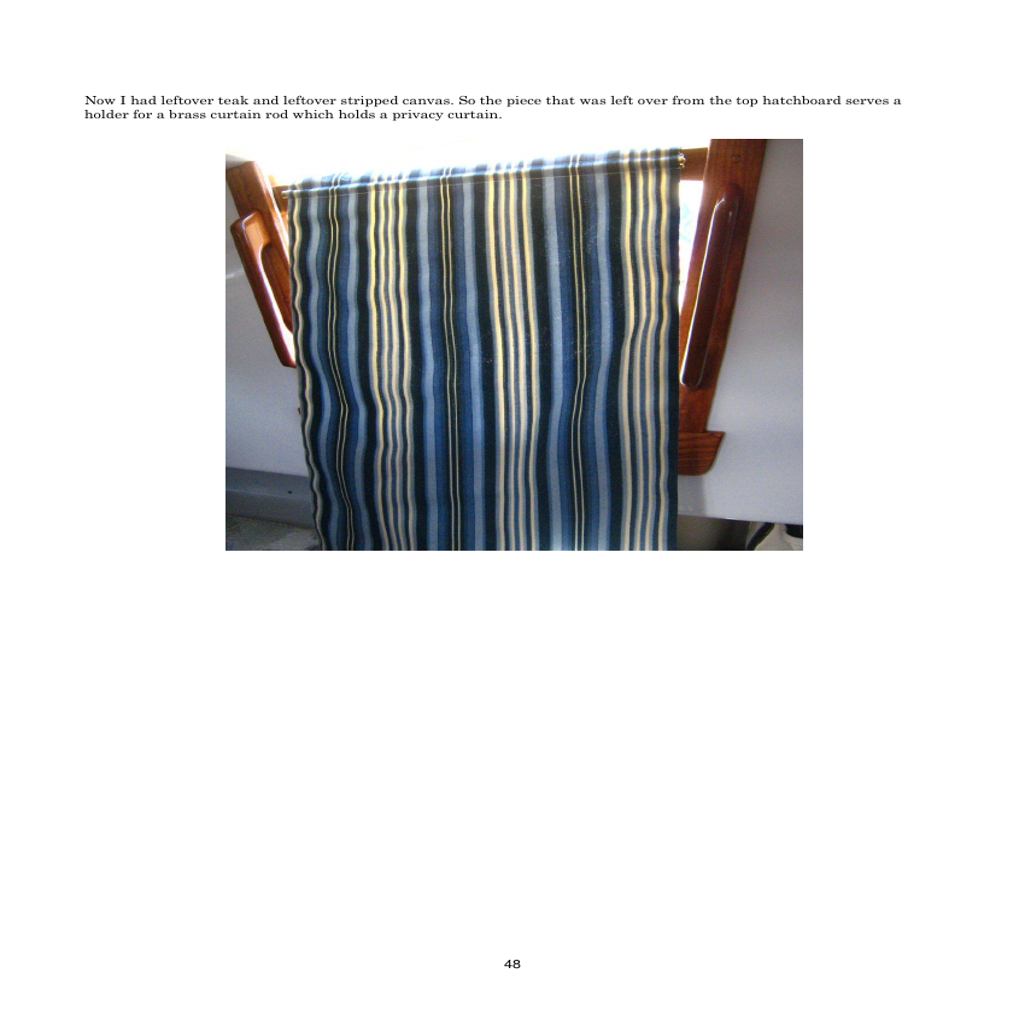 Now I had leftover teak and leftover stripped canvas. So the piece that was left over from the top hatchboard serves a
holder for a brass curtain rod which holds a privacy curtain.
48